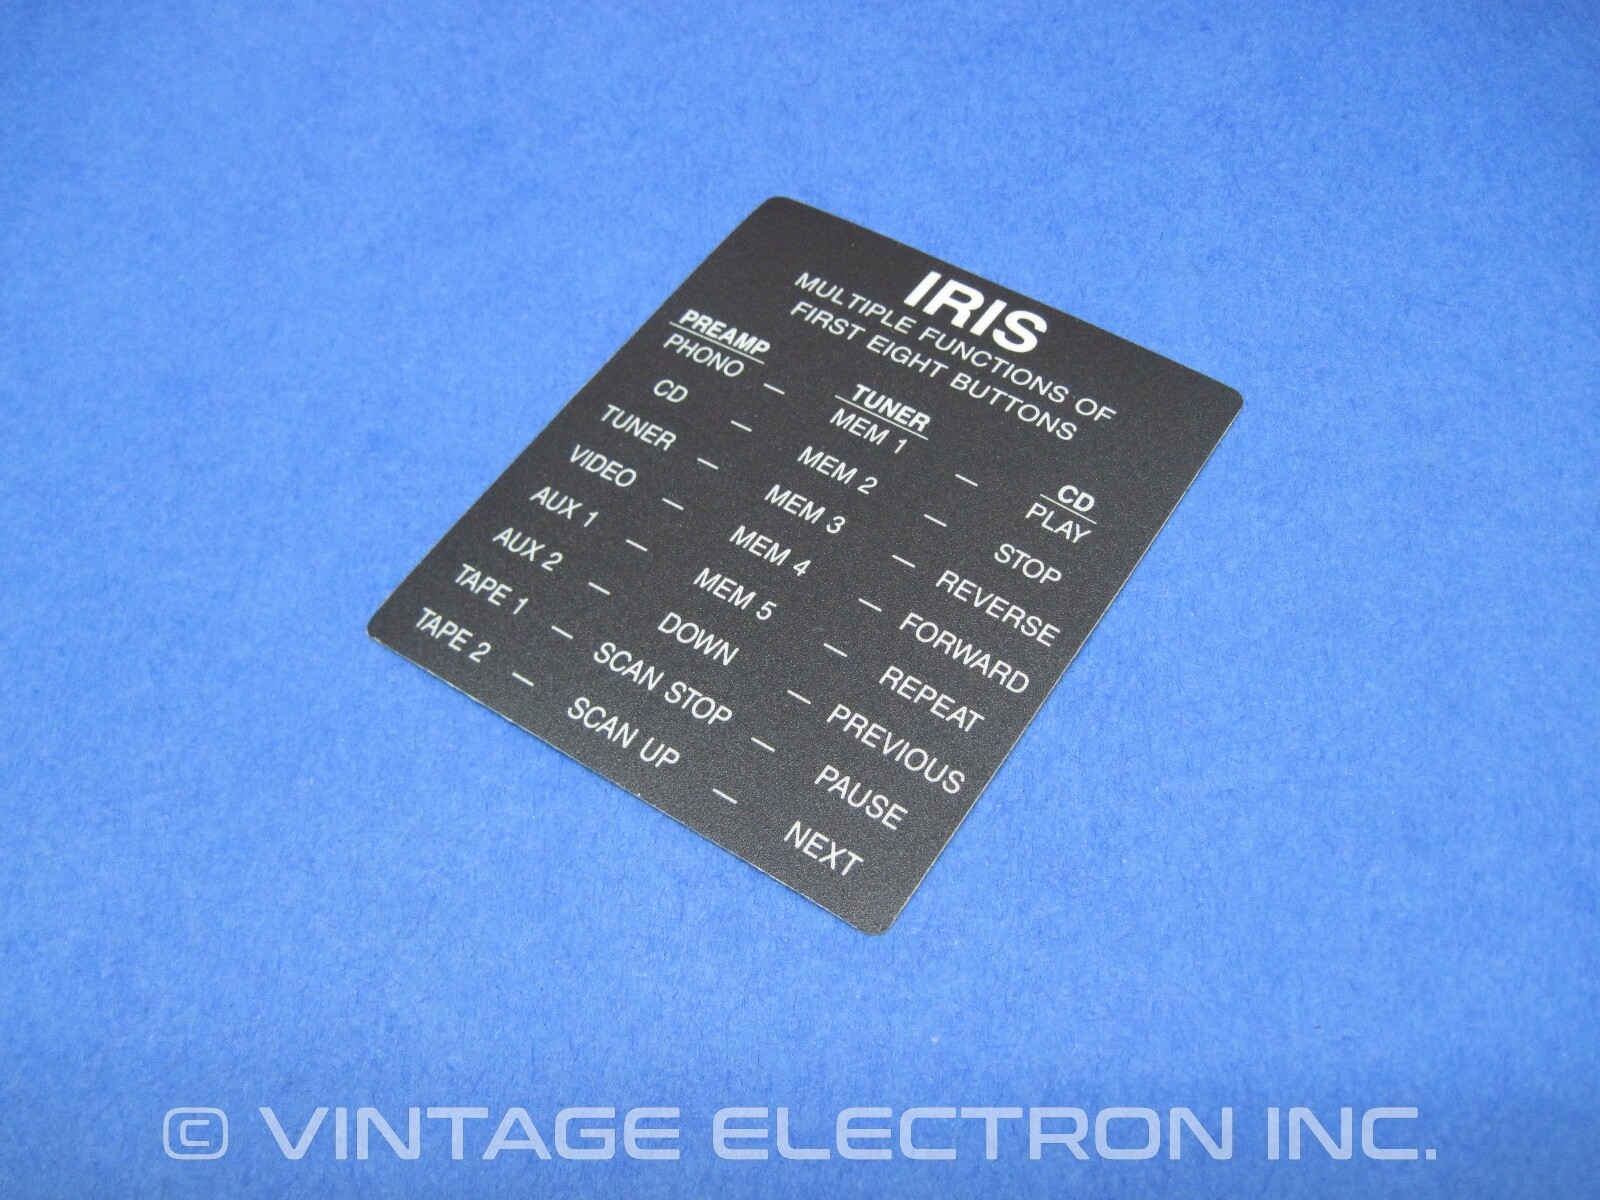 IRIS
MULTIPLE FUNCTIONS OF
FIRST EIGHT BUTTONS
PREAMP TUNER CD
PHONO — MEM 1 — PLAY
CD — MEM 2 — STOP
TUNER — MEM 3 — REVERSE
VIDEO — MEM 4 — FORWARD
AUX 1 — MEM 5 — REPEAT
AUX 2 — DOWN — PREVIOUS
TAPE 1 — SCAN STOP — PAUSE
TAPE 2 — SCAN UP — NEXT
© VINTAGE ELECTRON INC.